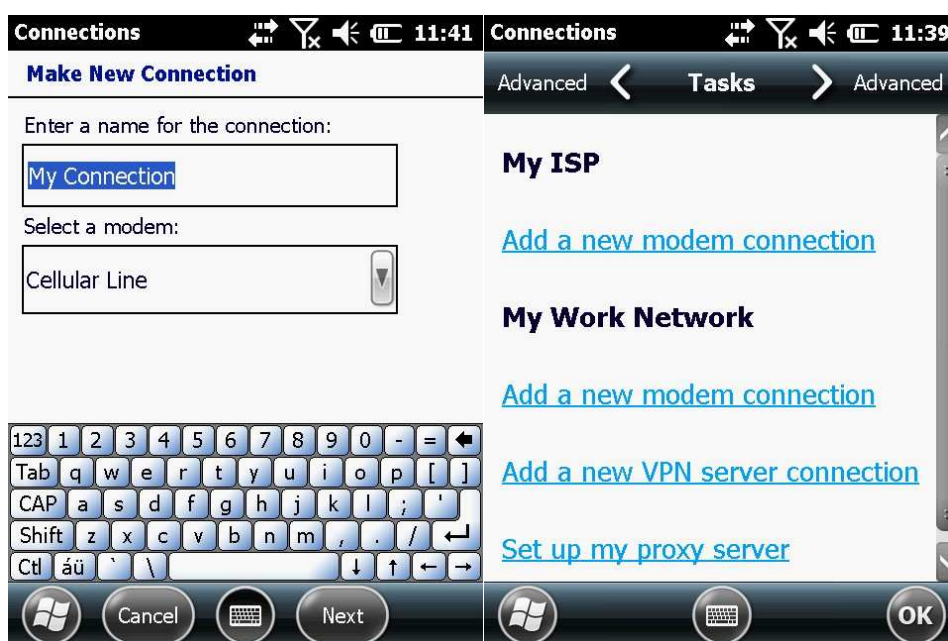 Connections 11:41
Make New Connection
Enter a name for the connection:
My Connection
Select a modem:
Cellular Line
123 1 2 3 4 5 6 7 8 9 0 - =
Tab q w e r t y u i o p [ ]
CAP a s d f g h j k l ; '
Shift z x c v b n m , . /
Ctl áü ` \
Cancel Next
Connections 11:39
Advanced Tasks Advanced
My ISP
Add a new modem connection
My Work Network
Add a new modem connection
Add a new VPN server connection
Set up my proxy server
OK